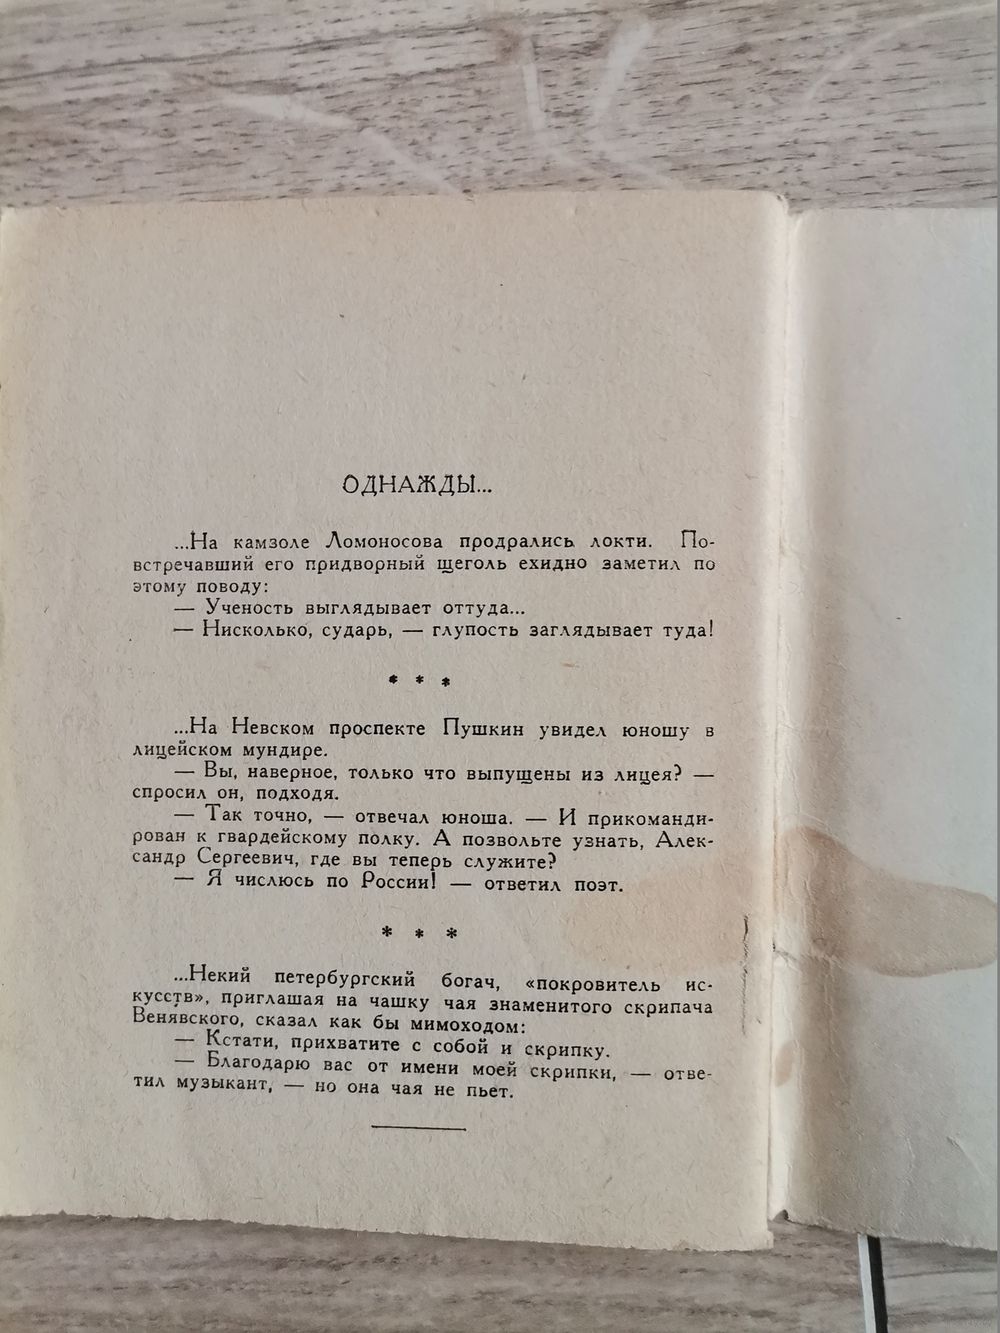 ОДНАЖДЫ...
...На камзоле Ломоносова продрались локти. По-
встречавший его придворный щеголь ехидно заметил по
этому поводу:
— Ученость выглядывает оттуда...
— Нисколько, сударь, — глупость заглядывает туда!
* * *
...На Невском проспекте Пушкин увидел юношу в
лицейском мундире.
— Вы, наверное, только что выпущены из лицея? —
спросил он, подходя.
— Так точно, — отвечал юноша. — И прикоманди-
рован к гвардейскому полку. А позвольте узнать, Алек-
сандр Сергеевич, где вы теперь служите?
— Я числюсь по России! — ответил поэт.
* * *
...Некий петербургский богач, «покровитель ис-
кусств», приглашая на чашку чая знаменитого скрипача
Венявского, сказал как бы мимоходом:
— Кстати, прихватите с собой и скрипку.
— Благодарю вас от имени моей скрипки, — отве-
тил музыкант, — но она чая не пьет.